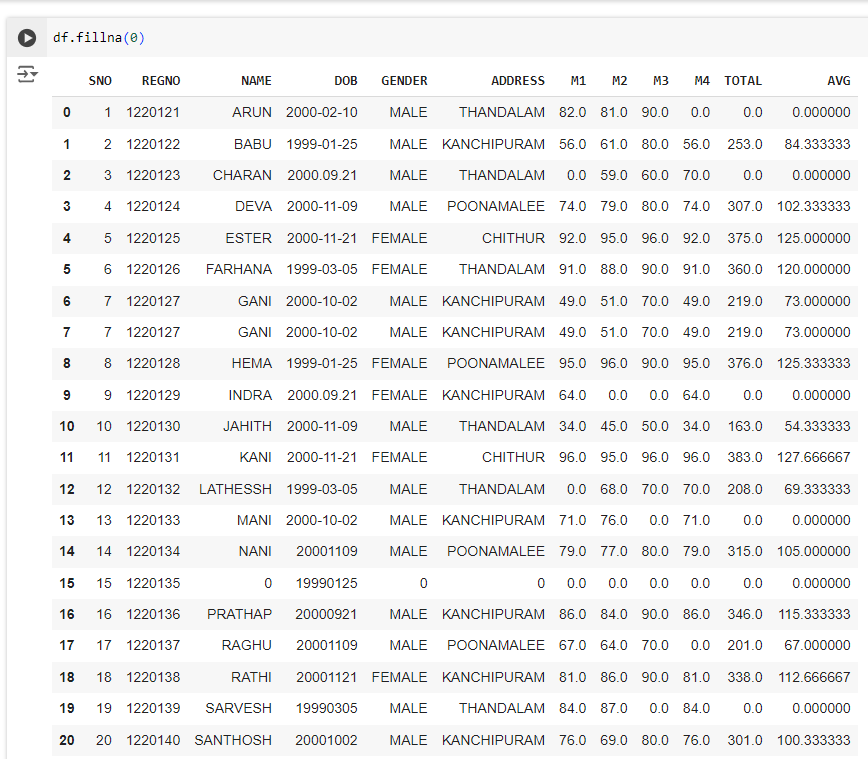 df.fillna(0)
SNO REGNO NAME DOB GENDER ADDRESS M1 M2 M3 M4 TOTAL AVG
0 1 1220121 ARUN 2000-02-10 MALE THANDALAM 82.0 81.0 90.0 0.0 0.0 0.000000
1 2 1220122 BABU 1999-01-25 MALE KANCHIPURAM 56.0 61.0 80.0 56.0 253.0 84.333333
2 3 1220123 CHARAN 2000.09.21 MALE THANDALAM 0.0 59.0 60.0 70.0 0.0 0.000000
3 4 1220124 DEVA 2000-11-09 MALE POONAMALEE 74.0 79.0 80.0 74.0 307.0 102.333333
4 5 1220125 ESTER 2000-11-21 FEMALE CHITHUR 92.0 95.0 96.0 92.0 375.0 125.000000
5 6 1220126 FARHANA 1999-03-05 FEMALE THANDALAM 91.0 88.0 90.0 91.0 360.0 120.000000
6 7 1220127 GANI 2000-10-02 MALE KANCHIPURAM 49.0 51.0 70.0 49.0 219.0 73.000000
7 7 1220127 GANI 2000-10-02 MALE KANCHIPURAM 49.0 51.0 70.0 49.0 219.0 73.000000
8 8 1220128 HEMA 1999-01-25 FEMALE POONAMALEE 95.0 96.0 90.0 95.0 376.0 125.333333
9 9 1220129 INDRA 2000.09.21 FEMALE KANCHIPURAM 64.0 0.0 0.0 64.0 0.0 0.000000
10 10 1220130 JAHITH 2000-11-09 MALE THANDALAM 34.0 45.0 50.0 34.0 163.0 54.333333
11 11 1220131 KANI 2000-11-21 FEMALE CHITHUR 96.0 95.0 96.0 96.0 383.0 127.666667
12 12 1220132 LATHESSH 1999-03-05 MALE THANDALAM 0.0 68.0 70.0 70.0 208.0 69.333333
13 13 1220133 MANI 2000-10-02 MALE KANCHIPURAM 71.0 76.0 0.0 71.0 0.0 0.000000
14 14 1220134 NANI 20001109 MALE POONAMALEE 79.0 77.0 80.0 79.0 315.0 105.000000
15 15 1220135 0 19990125 0 0 0.0 0.0 0.0 0.0 0.0 0.000000
16 16 1220136 PRATHAP 20000921 MALE KANCHIPURAM 86.0 84.0 90.0 86.0 346.0 115.333333
17 17 1220137 RAGHU 20001109 MALE POONAMALEE 67.0 64.0 70.0 0.0 201.0 67.000000
18 18 1220138 RATHI 20001121 FEMALE KANCHIPURAM 81.0 86.0 90.0 81.0 338.0 112.666667
19 19 1220139 SARVESH 19990305 MALE THANDALAM 84.0 87.0 0.0 84.0 0.0 0.000000
20 20 1220140 SANTHOSH 20001002 MALE KANCHIPURAM 76.0 69.0 80.0 76.0 301.0 100.333333